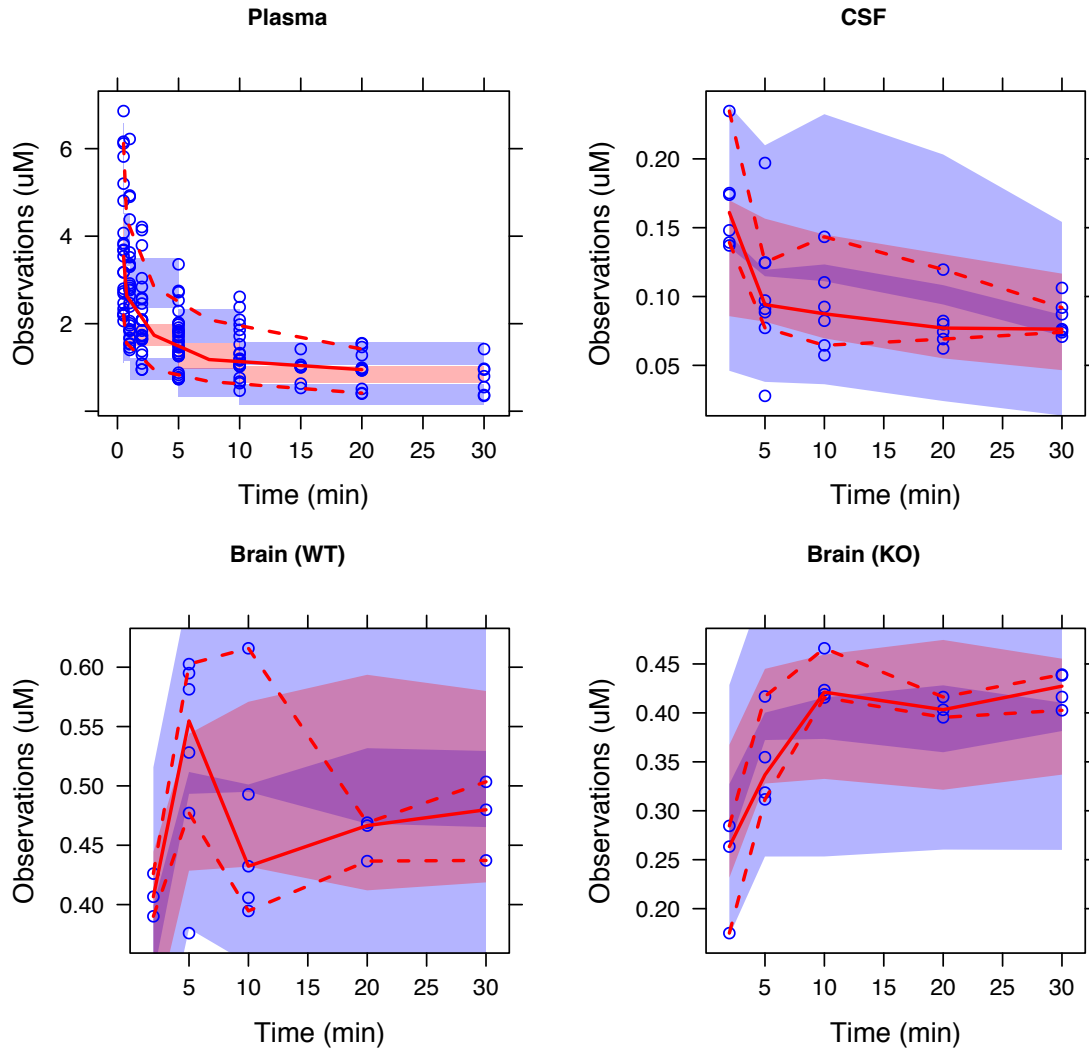 Plasma
Observations (uM)
6
4
2
0 5 10 15 20 25 30
Time (min)
CSF
Observations (uM)
0.20
0.15
0.10
0.05
5 10 15 20 25 30
Time (min)
Brain (WT)
Observations (uM)
0.60
0.55
0.50
0.45
0.40
5 10 15 20 25 30
Time (min)
Brain (KO)
Observations (uM)
0.45
0.40
0.35
0.30
0.25
0.20
5 10 15 20 25 30
Time (min)